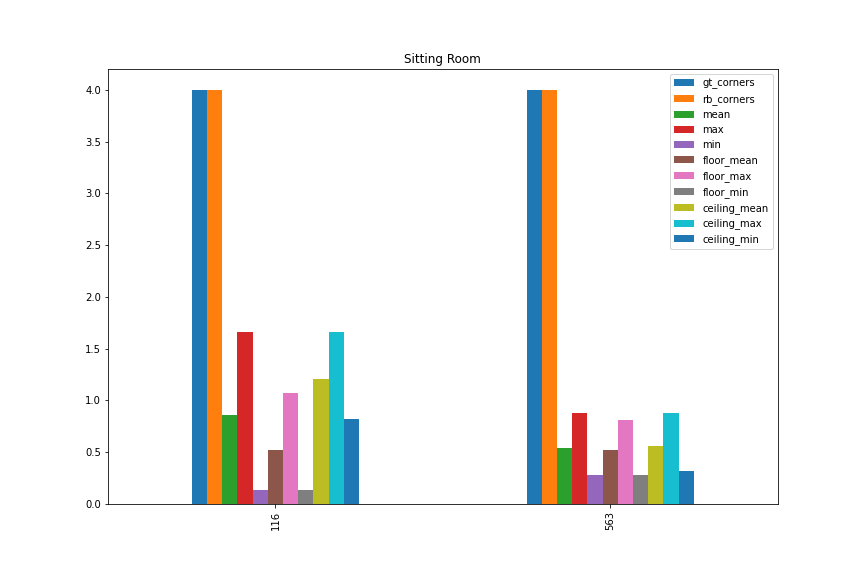 Sitting Room
4.0
3.5
3.0
2.5
2.0
1.5
1.0
0.5
0.0
gt_corners
rb_corners
mean
max
min
floor_mean
floor_max
floor_min
ceiling_mean
ceiling_max
ceiling_min
116
563